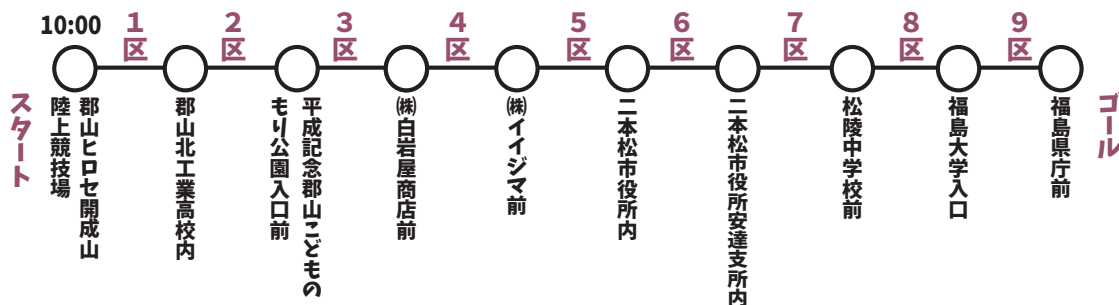 10:00
1区
2区
3区
4区
5区
6区
7区
8区
9区
スタート
郡山ヒロセ開成山
陸上競技場
郡山北工業高校内
平成記念郡山こどもの
もり公園入口前
㈱白岩屋商店前
㈱イイジマ前
二本松市役所内
二本松市役所安達支所内
松陵中学校前
福島大学入口
福島県庁前
ゴール